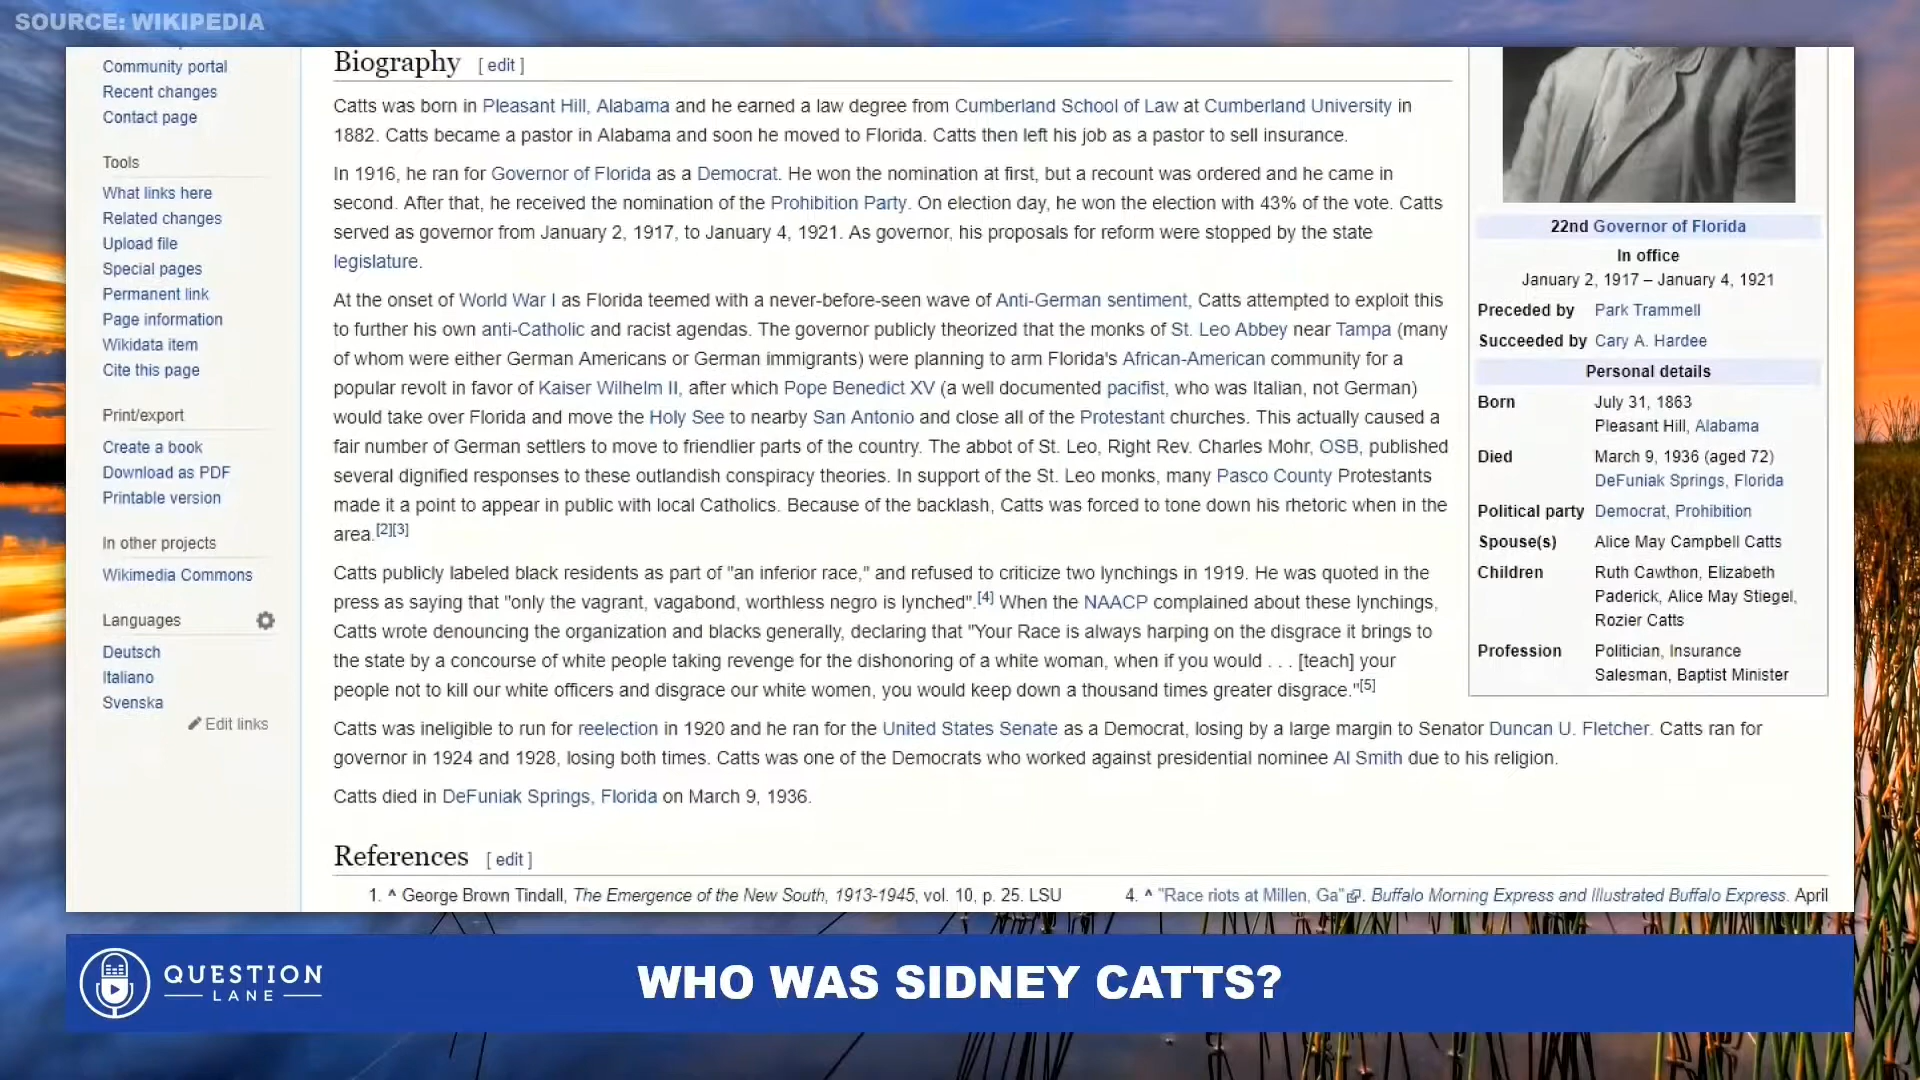 SOURCE: WIKIPEDIA
Community portal
Recent changes
Contact page
Tools
What links here
Related changes
Upload file
Special pages
Permanent link
Page information
Wikidata item
Cite this page
Print/export
Create a book
Download as PDF
Printable version
In other projects
Wikimedia Commons
Languages
Deutsch
Italiano
Svenska
Edit links
Biography [ edit ]
Catts was born in Pleasant Hill, Alabama and he earned a law degree from Cumberland School of Law at Cumberland University in
1882. Catts became a pastor in Alabama and soon he moved to Florida. Catts then left his job as a pastor to sell insurance.
In 1916, he ran for Governor of Florida as a Democrat. He won the nomination at first, but a recount was ordered and he came in
second. After that, he received the nomination of the Prohibition Party. On election day, he won the election with 43% of the vote. Catts
served as governor from January 2, 1917, to January 4, 1921. As governor, his proposals for reform were stopped by the state
legislature.
At the onset of World War I as Florida teemed with a never-before-seen wave of Anti-German sentiment, Catts attempted to exploit this
to further his own anti-Catholic and racist agendas. The governor publicly theorized that the monks of St. Leo Abbey near Tampa (many
of whom were either German Americans or German immigrants) were planning to arm Florida's African-American community for a
popular revolt in favor of Kaiser Wilhelm II, after which Pope Benedict XV (a well documented pacifist, who was Italian, not German)
would take over Florida and move the Holy See to nearby San Antonio and close all of the Protestant churches. This actually caused a
fair number of German settlers to move to friendlier parts of the country. The abbot of St. Leo, Right Rev. Charles Mohr, OSB, published
several dignified responses to these outlandish conspiracy theories. In support of the St. Leo monks, many Pasco County Protestants
made it a point to appear in public with local Catholics. Because of the backlash, Catts was forced to tone down his rhetoric when in the
area.[2][3]
Catts publicly labeled black residents as part of "an inferior race," and refused to criticize two lynchings in 1919. He was quoted in the
press as saying that "only the vagrant, vagabond, worthless negro is lynched".[4] When the NAACP complained about these lynchings,
Catts wrote denouncing the organization and blacks generally, declaring that "Your Race is always harping on the disgrace it brings to
the state by a concourse of white people taking revenge for the dishonoring of a white woman, when if you would . . . [teach] your
people not to kill our white officers and disgrace our white women, you would keep down a thousand times greater disgrace."[5]
Catts was ineligible to run for reelection in 1920 and he ran for the United States Senate as a Democrat, losing by a large margin to Senator Duncan U. Fletcher. Catts ran for
governor in 1924 and 1928, losing both times. Catts was one of the Democrats who worked against presidential nominee Al Smith due to his religion.
Catts died in DeFuniak Springs, Florida on March 9, 1936.
References [ edit ]
1. ^ George Brown Tindall, The Emergence of the New South, 1913-1945, vol. 10, p. 25. LSU
4. ^ "Race riots at Millen, Ga". Buffalo Morning Express and Illustrated Buffalo Express. April
22nd Governor of Florida
In office
January 2, 1917 – January 4, 1921
Preceded by Park Trammell
Succeeded by Cary A. Hardee
Personal details
Born July 31, 1863
Pleasant Hill, Alabama
Died March 9, 1936 (aged 72)
DeFuniak Springs, Florida
Political party Democrat, Prohibition
Spouse(s) Alice May Campbell Catts
Children Ruth Cawthon, Elizabeth
Paderick, Alice May Stiegel,
Rozier Catts
Profession Politician, Insurance
Salesman, Baptist Minister
QUESTION
LANE
WHO WAS SIDNEY CATTS?